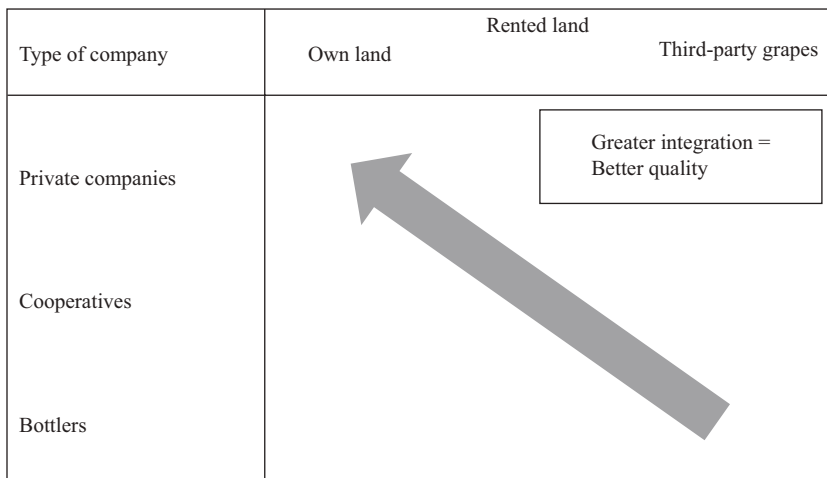 Type of company
Own land
Rented land
Third-party grapes
Greater integration =
Better quality
Private companies
Cooperatives
Bottlers